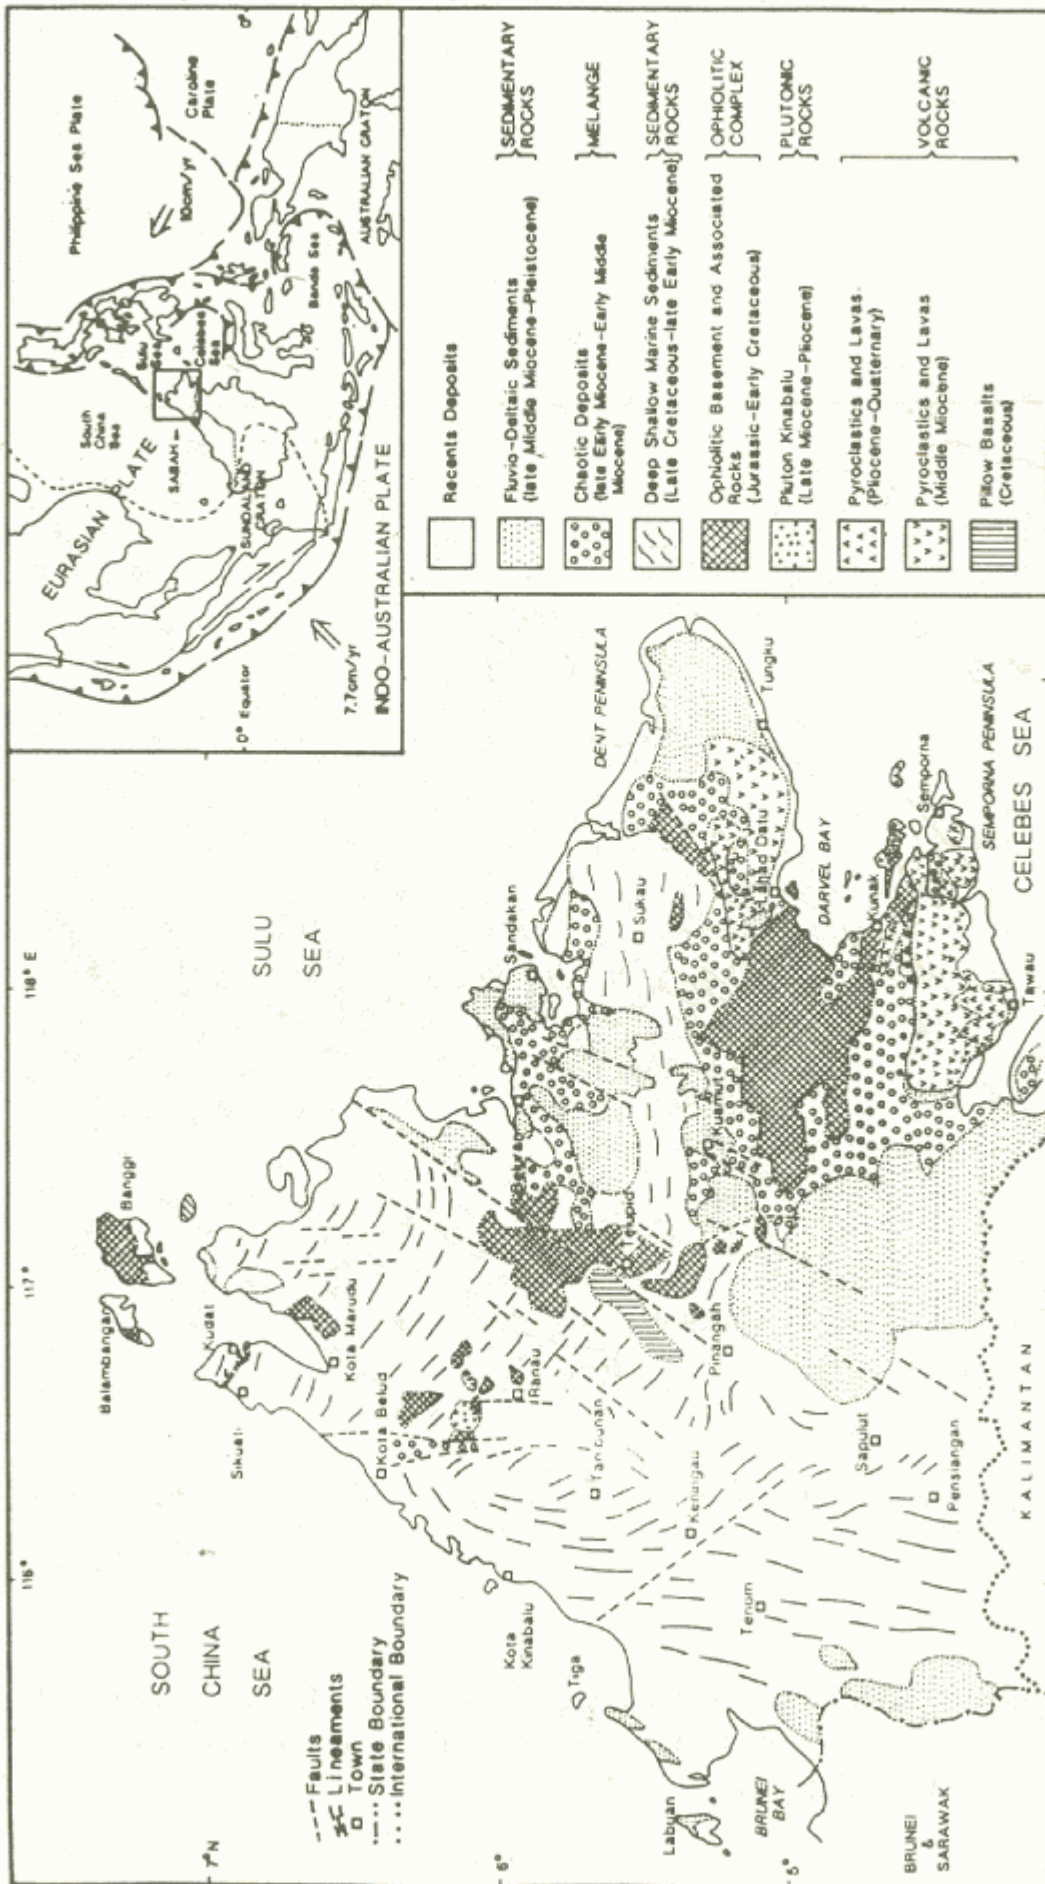 SOUTH
CHINA
SEA
SULU
SEA
CELEBES SEA
116°
117°
118° E
7° N
6°
5°
Faults
Lineaments
Town
State Boundary
International Boundary
Balambangan
Banggi
Kudat
Sikuati
Kota Marudu
Kota Belud
Ranau
Kota
Kinabalu
Tiga
Labuan
BRUNEI
BAY
BRUNEI
&
SARAWAK
Tambunan
Keningau
Tenom
Pinangah
Sapulut
Pensiangan
KALIMANTAN
Beluran
Telupid
Kuamut
Sandakan
Sukau
DENT PENINSULA
Tungku
Lahad Datu
DARVEL BAY
Kunak
Semporna
SEMPORNA PENINSULA
Tawau
EURASIAN
PLATE
South
China
Sea
SABAH
SUNDALAND
CRATON
Sulu
Sea
Celebes
Sea
Banda Sea
Philippine Sea Plate
Caroline
Plate
10cm/yr
AUSTRALIAN CRATON
0°
0° Equator
7.7cm/yr
INDO-AUSTRALIAN PLATE
Recents Deposits
Fluvio-Deltaic Sediments
(late Middle Miocene-Pleistocene)
SEDIMENTARY
ROCKS
Chaotic Deposits
(late Early Miocene-Early Middle
Miocene)
MELANGE
Deep Shallow Marine Sediments
(Late Cretaceous-late Early Miocene)
SEDIMENTARY
ROCKS
Ophiolitic Basement and Associated
Rocks
(Jurassic-Early Cretaceous)
OPHIOLITIC
COMPLEX
Pluton Kinabalu
(Late Miocene-Pliocene)
PLUTONIC
ROCKS
Pyroclastics and Lavas-
(Pliocene-Quaternary)
Pyroclastics and Lavas
(Middle Miocene)
Pillow Basalts
(Cretaceous)
VOLCANIC
ROCKS